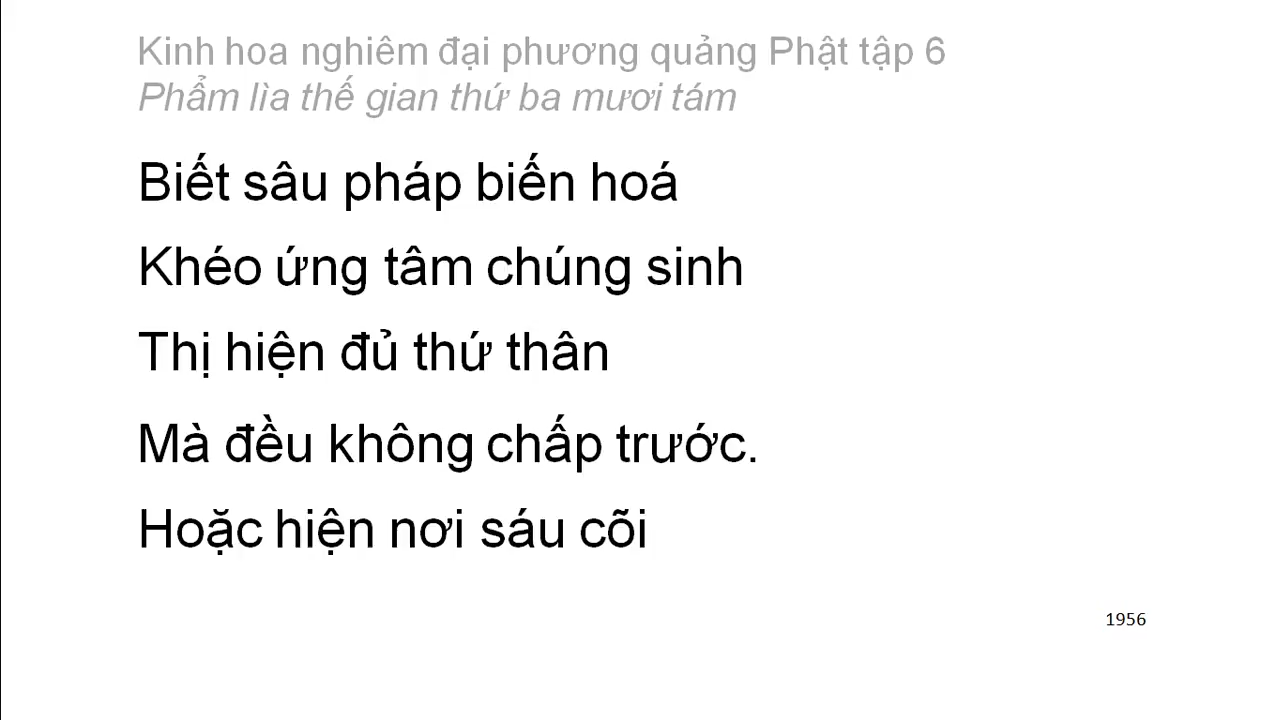 Kinh hoa nghiêm đại phương quảng Phật tập 6
Phẩm lìa thế gian thứ ba mươi tám
Biết sâu pháp biến hoá
Khéo ứng tâm chúng sinh
Thị hiện đủ thứ thân
Mà đều không chấp trước.
Hoặc hiện nơi sáu cõi
1956